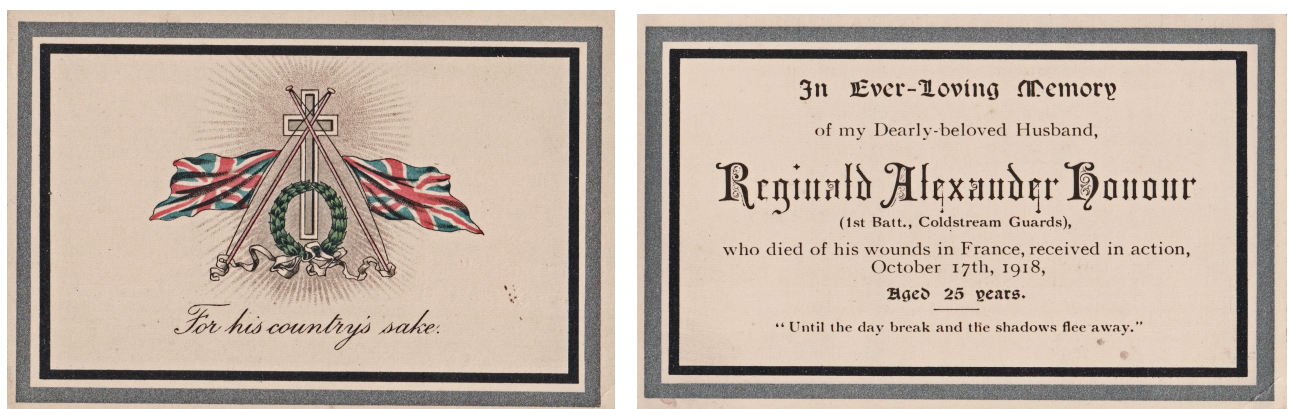 For his country's sake.
In Ever-Loving Memory
of my Dearly-beloved Husband,
Reginald Alexander Honour
(1st Batt., Coldstream Guards),
who died of his wounds in France, received in action,
October 17th, 1918,
Aged 25 years.
"Until the day break and the shadows flee away."